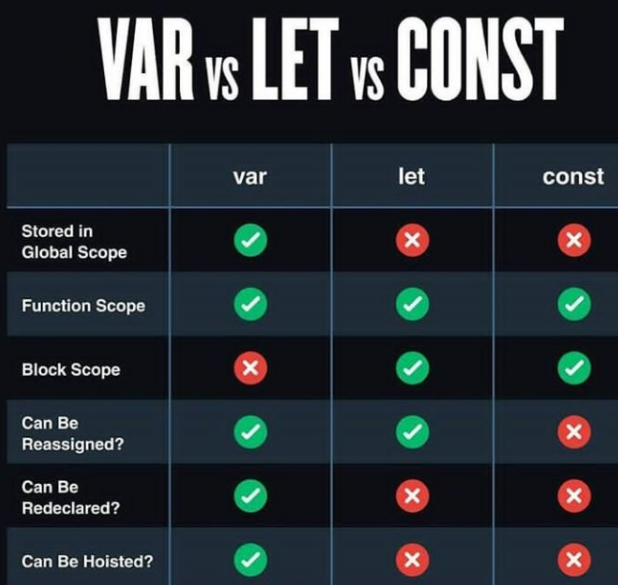 VAR VS LET VS CONST
var let const
Stored in
Global Scope
Function Scope
Block Scope
Can Be
Reassigned?
Can Be
Redeclared?
Can Be Hoisted?